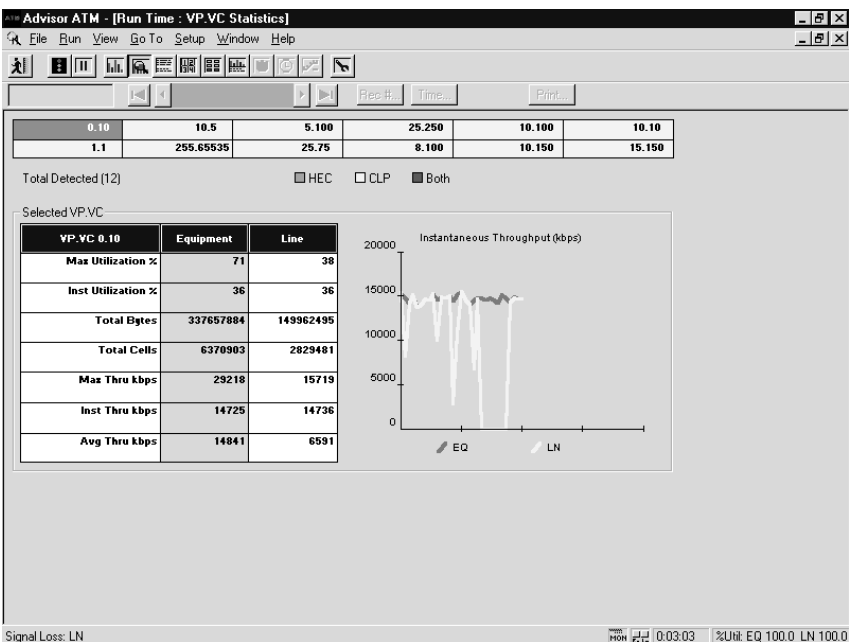 ATM Advisor ATM - [Run Time : VP.VC Statistics]
File Run View Go To Setup Window Help
Rec #... Time... Print...
0.10 10.5 5.100 25.250 10.100 10.10
1.1 255.65535 25.75 8.100 10.150 15.150
Total Detected (12) HEC CLP Both
Selected VP.VC
VP.VC 0.10 Equipment Line
Max Utilization % 71 38
Inst Utilization % 36 36
Total Bytes 337657884 149962495
Total Cells 6370903 2829481
Max Thru kbps 29218 15719
Inst Thru kbps 14725 14736
Avg Thru kbps 14841 6591
Instantaneous Throughput (kbps)
20000
15000
10000
5000
0
EQ LN
Signal Loss: LN MON 0:03:03 %Util: EQ 100.0 LN 100.0